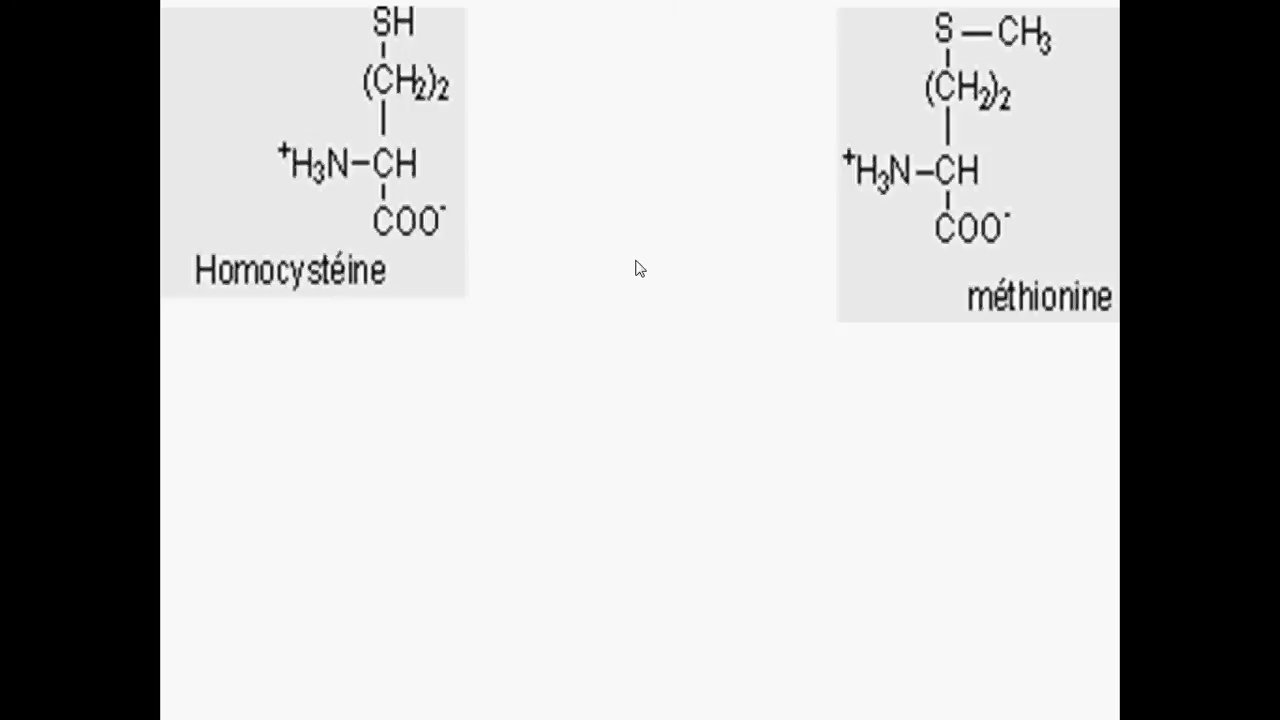 SH
(CH2)2
+H3N-CH
COO-
Homocystéine
S—CH3
(CH2)2
+H3N-CH
COO-
méthionine